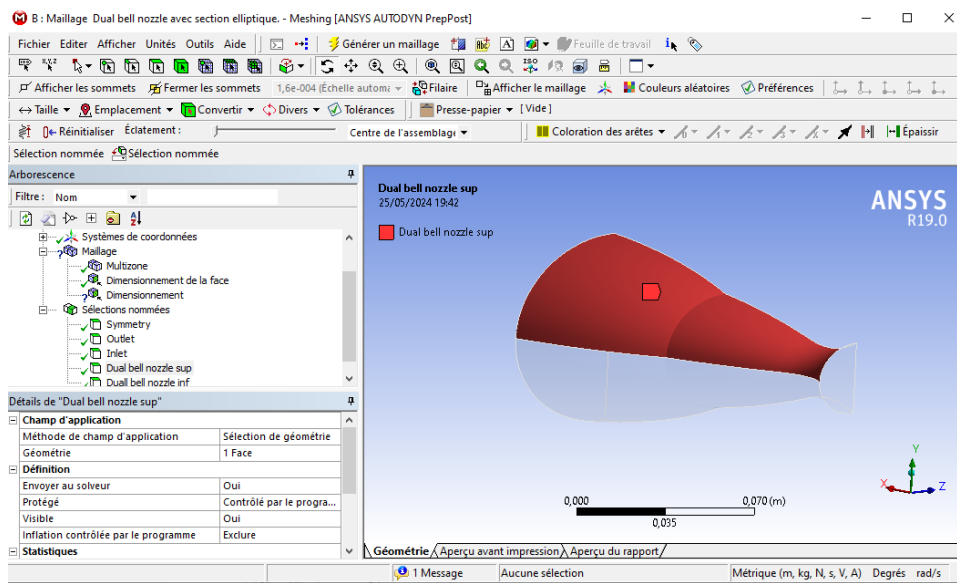 B : Maillage Dual bell nozzle avec section elliptique. - Meshing [ANSYS AUTODYN PrepPost]
Fichier Editer Afficher Unités Outils Aide Générer un maillage Feuille de travail
Afficher les sommets Fermer les sommets 1,6e-004 (Échelle automa Filaire Afficher le maillage Couleurs aléatoires Préférences
Taille Emplacement Convertir Divers Tolérances Presse-papier [Vide]
Réinitialiser Éclatement : Centre de l'assemblage Coloration des arêtes Épaissir
Sélection nommée Sélection nommée
Arborescence
Filtre : Nom
Systèmes de coordonnées
Maillage
Multizone
Dimensionnement de la face
Dimensionnement
Sélections nommées
Symmetry
Outlet
Inlet
Dual bell nozzle sup
Duall bell nozzle inf
Détails de "Dual bell nozzle sup"
Champ d'application
Méthode de champ d'application Sélection de géométrie
Géométrie 1 Face
Définition
Envoyer au solveur Oui
Protégé Contrôlé par le progra...
Visible Oui
Inflation contrôlée par le programme Exclure
Statistiques
Dual bell nozzle sup
25/05/2024 19:42
Dual bell nozzle sup
ANSYS
R19.0
Y
X
Z
0,000 0,070 (m)
0,035
Géométrie Aperçu avant impression Aperçu du rapport
1 Message Aucune sélection Métrique (m, kg, N, s, V, A) Degrés rad/s